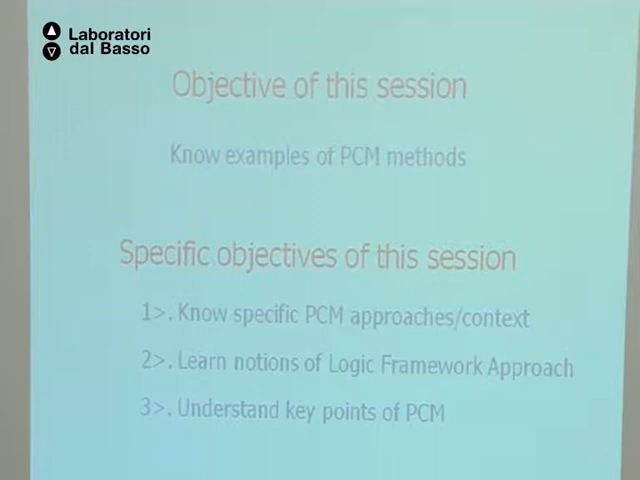 Laboratori
dal Basso
Objective of this session
Know examples of PCM methods
Specific objectives of this session
1>. Know specific PCM approaches/context
2>. Learn notions of Logic Framework Approach
3>. Understand key points of PCM